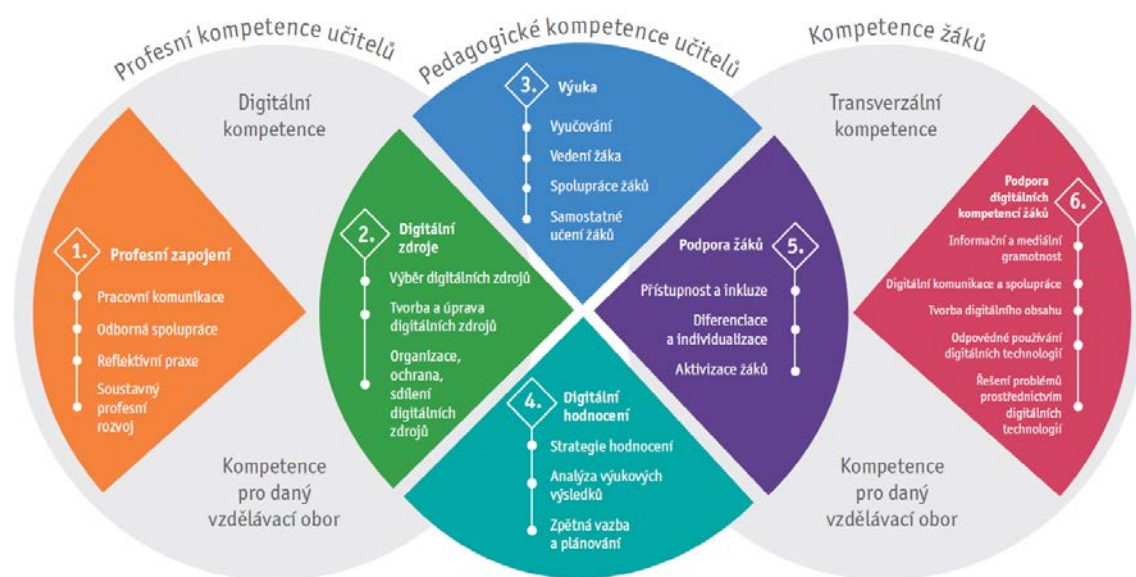 Profesní kompetence učitelů
Pedagogické kompetence učitelů
Kompetence žáků
Digitální
kompetence
Transverzální
kompetence
1.
Profesní zapojení
Pracovní komunikace
Odborná spolupráce
Reflektivní praxe
Soustavný
profesní
rozvoj
2.
Digitální
zdroje
Výběr digitálních zdrojů
Tvorba a úprava
digitálních zdrojů
Organizace,
ochrana,
sdílení
digitálních
zdrojů
3.
Výuka
Vyučování
Vedení žáka
Spolupráce žáků
Samostatné
učení žáků
4.
Digitální
hodnocení
Strategie hodnocení
Analýza výukových
výsledků
Zpětná vazba
a plánování
Podpora žáků
5.
Přístupnost a inkluze
Diferenciace
a individualizace
Aktivizace žáků
Podpora
digitálních
kompetencí žáků
6.
Informační a mediální
gramotnost
Digitální komunikace a spolupráce
Tvorba digitálního obsahu
Odpovědné používání
digitálních technologií
Řešení problémů
prostřednictvím
digitálních
technologií
Kompetence
pro daný
vzdělávací obor
Kompetence
pro daný
vzdělávací obor